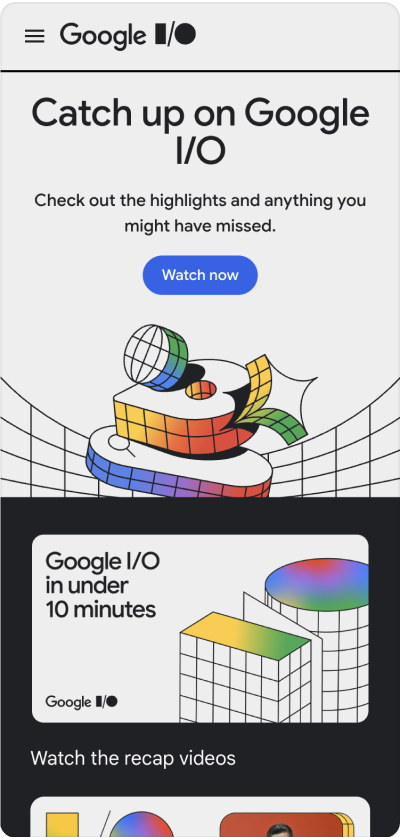 Google I/O
Catch up on Google
I/O
Check out the highlights and anything you
might have missed.
Watch now
Google I/O
in under
10 minutes
Google I/O
Watch the recap videos